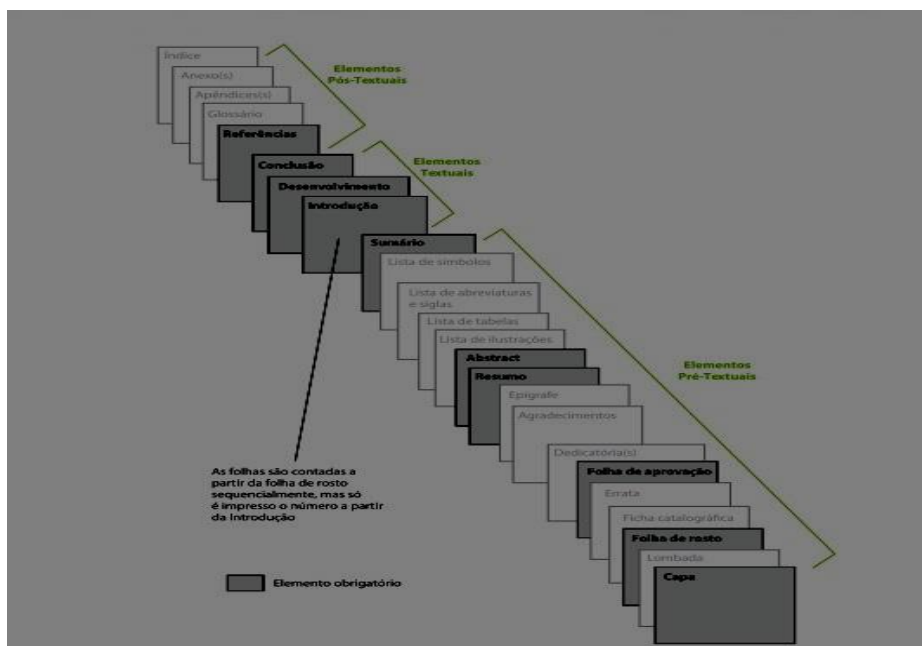 Índice
Anexo(s)
Apêndices(s)
Glossário
Referências
Elementos
Pós-Textuais
Conclusão
Desenvolvimento
Introdução
Elementos
Textuais
Sumário
Lista de símbolos
Lista de abreviaturas
e siglas
Lista de tabelas
Lista de ilustrações
Abstract
Resumo
Epígrafe
Agradecimentos
Dedicatória(s)
Folha de aprovação
Errata
Ficha catalográfica
Folha de rosto
Lombada
Capa
Elementos
Pré-Textuais
As folhas são contadas a
partir da folha de rosto
sequencialmente, mas só
é impresso o número a partir
da Introdução
Elemento obrigatório